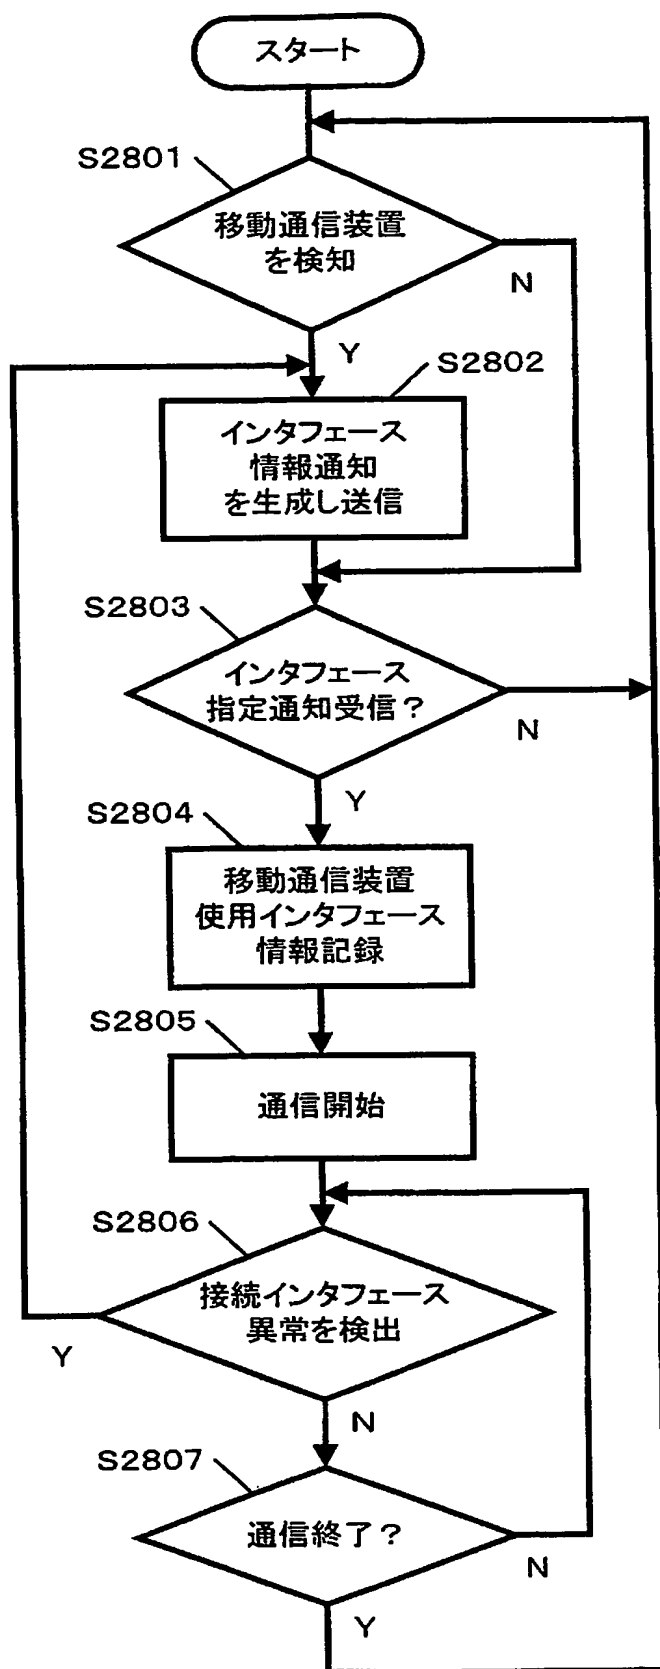 スタート
S2801
移動通信装置
を検知
N
Y
S2802
インタフェース
情報通知
を生成し送信
S2803
インタフェース
指定通知受信？
N
Y
S2804
移動通信装置
使用インタフェース
情報記録
S2805
通信開始
S2806
接続インタフェース
異常を検出
Y
N
S2807
通信終了？
N
Y